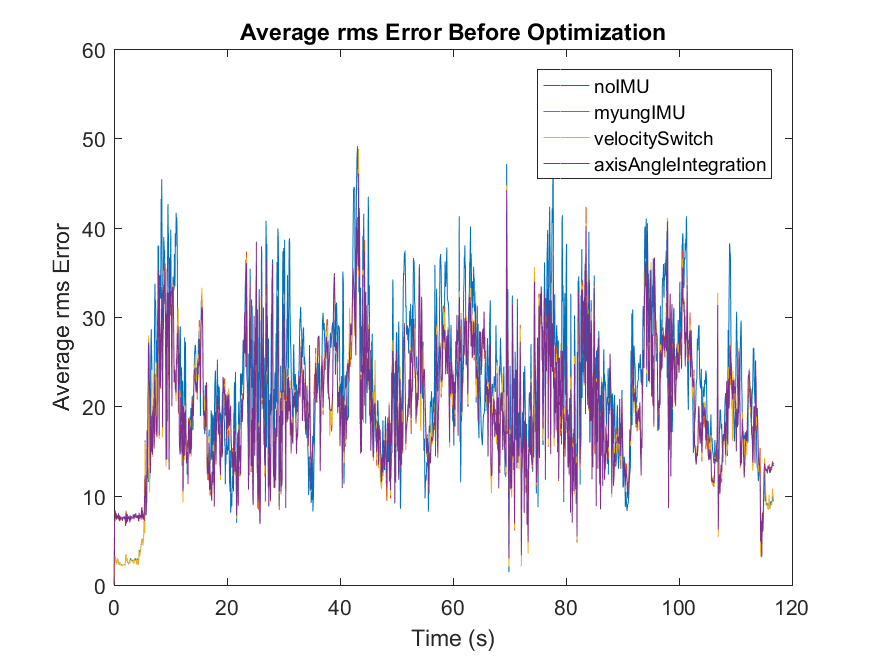 Average rms Error Before Optimization
60
50
40
30
20
10
0
Average rms Error
noIMU
myungIMU
velocitySwitch
axisAngleIntegration
0 20 40 60 80 100 120
Time (s)